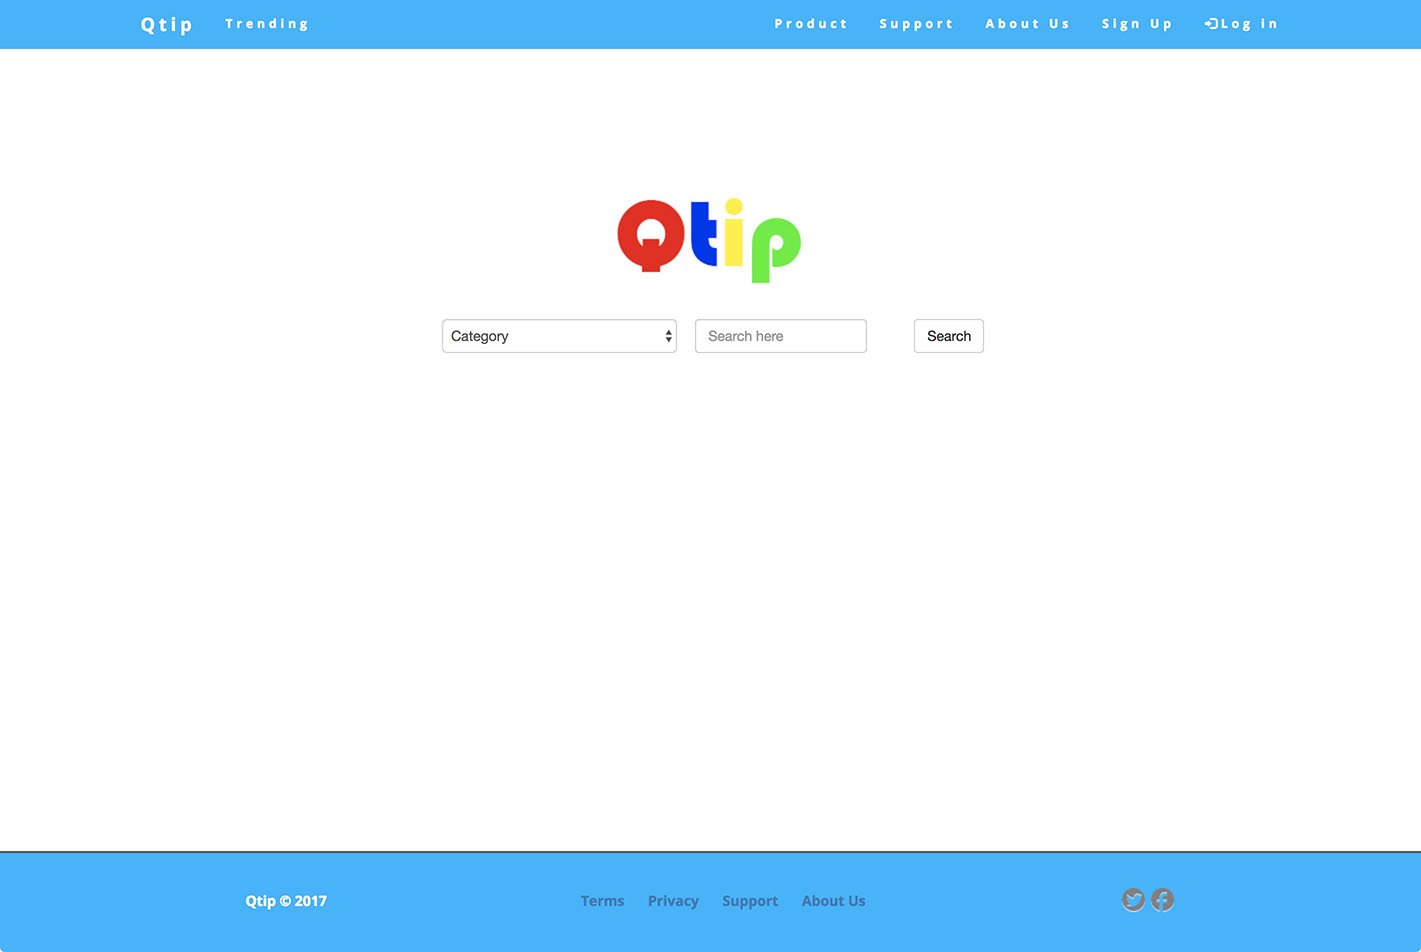 Qtip Trending Product Support About Us Sign Up Log in
Qtip
Category Search here Search
Qtip © 2017 Terms Privacy Support About Us